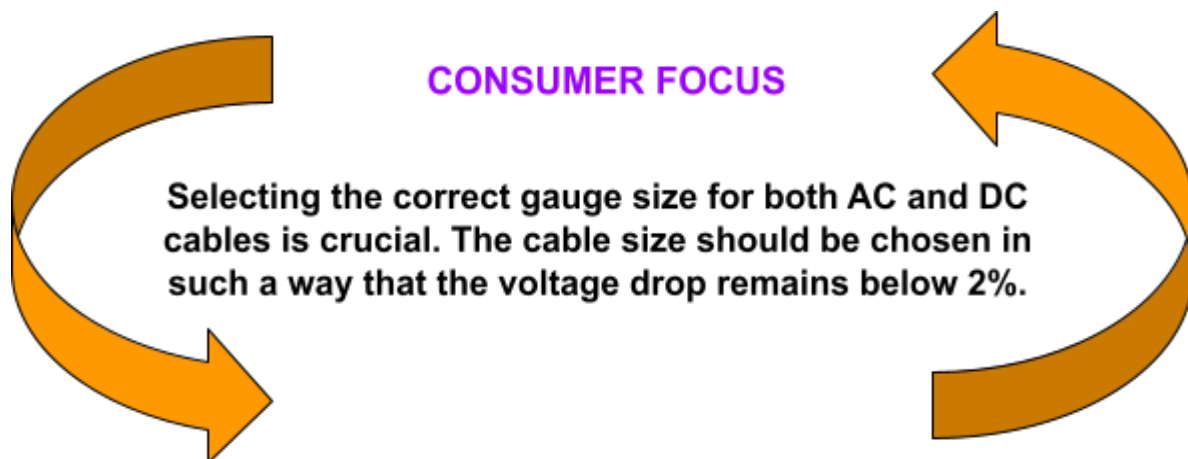 CONSUMER FOCUS
Selecting the correct gauge size for both AC and DC
cables is crucial. The cable size should be chosen in
such a way that the voltage drop remains below 2%.